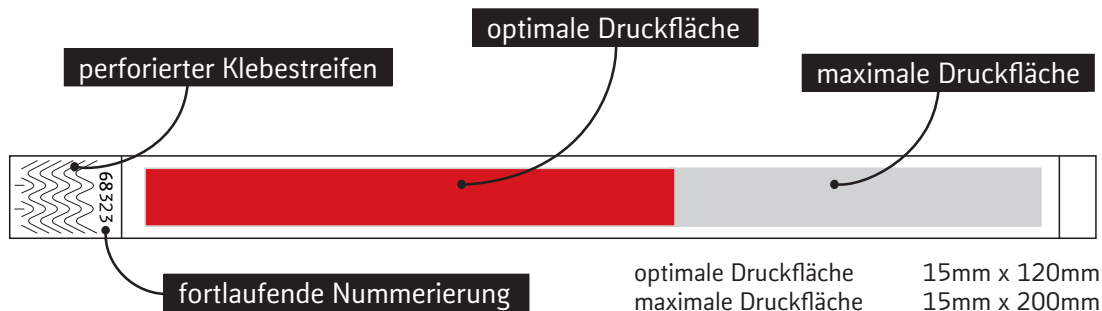 optimale Druckfläche
perforierter Klebestreifen
maximale Druckfläche
68323
fortlaufende Nummerierung
optimale Druckfläche 15mm x 120mm
maximale Druckfläche 15mm x 200mm